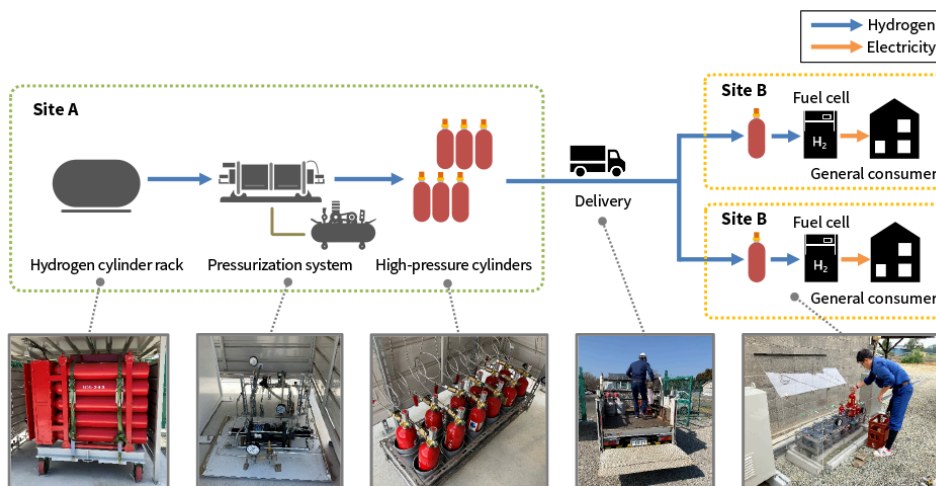 Hydrogen
Electricity
Site A
Hydrogen cylinder rack
Pressurization system
High-pressure cylinders
Delivery
Site B
Fuel cell
H2
General consumer
Site B
Fuel cell
H2
General consumer